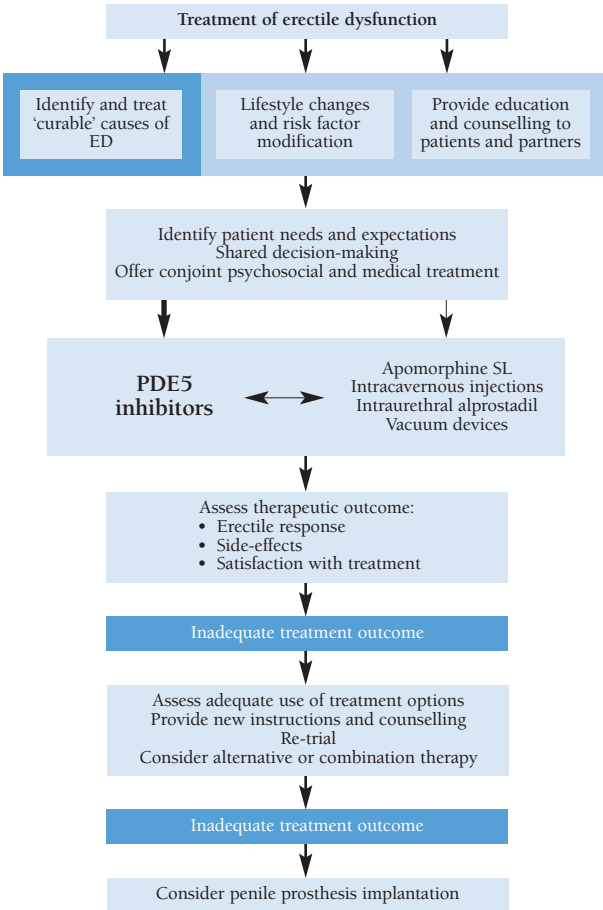 Treatment of erectile dysfunction
Identify and treat
‘curable’ causes of
ED
Lifestyle changes
and risk factor
modification
Provide education
and counselling to
patients and partners
Identify patient needs and expectations
Shared decision-making
Offer conjoint psychosocial and medical treatment
PDE5
inhibitors
Apomorphine SL
Intracavernous injections
Intraurethral alprostadil
Vacuum devices
Assess therapeutic outcome:
• Erectile response
• Side-effects
• Satisfaction with treatment
Inadequate treatment outcome
Assess adequate use of treatment options
Provide new instructions and counselling
Re-trial
Consider alternative or combination therapy
Inadequate treatment outcome
Consider penile prosthesis implantation